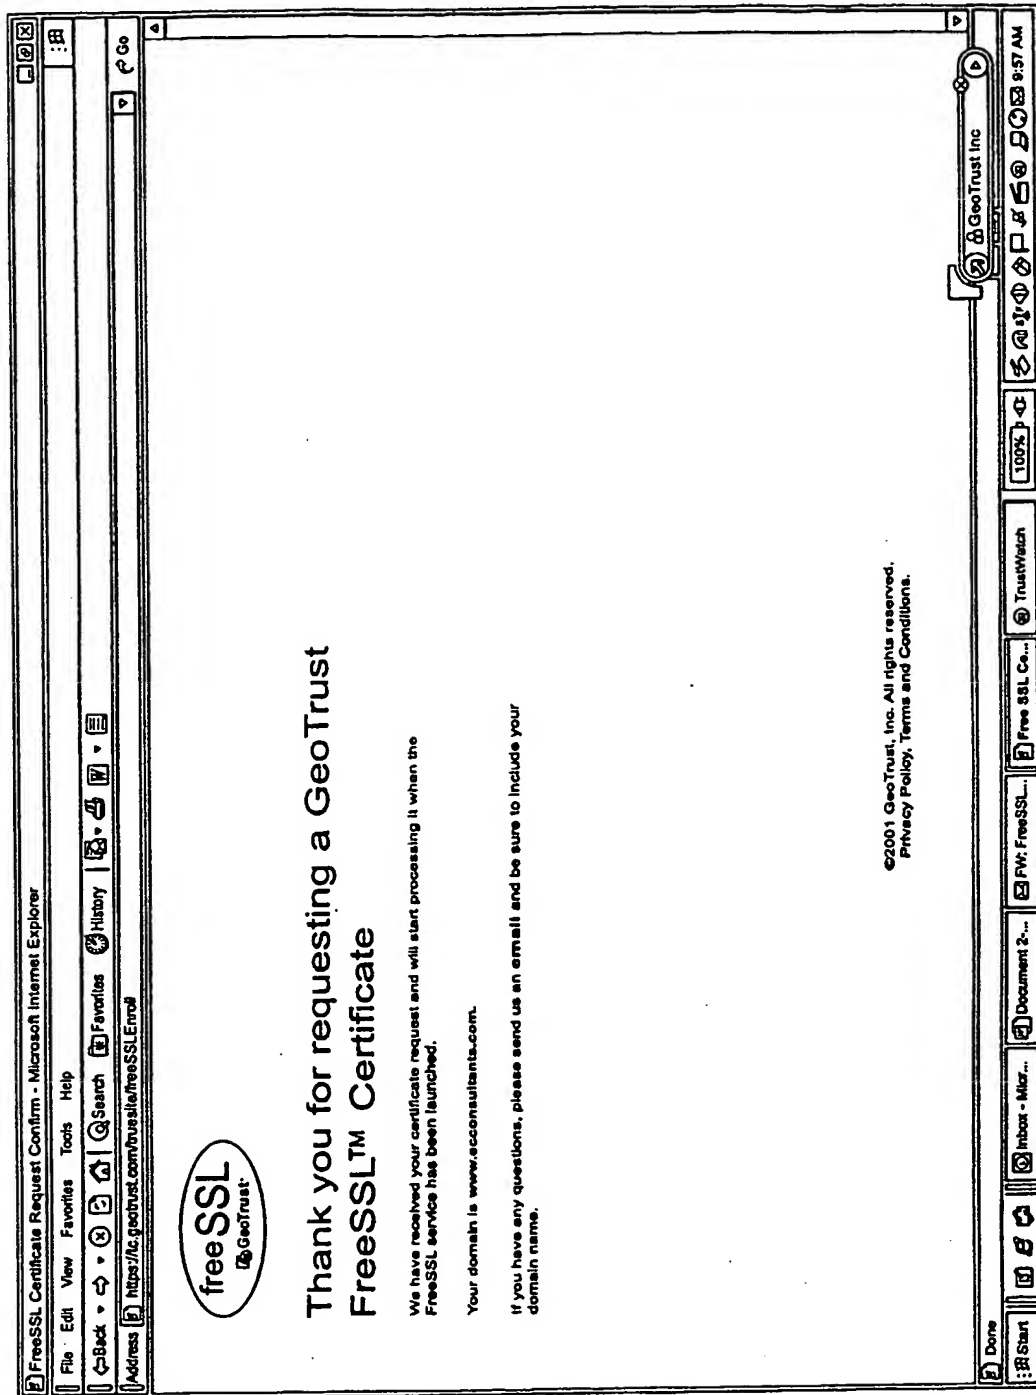 FreeSSL Certificate Request Confirm - Microsoft Internet Explorer
File Edit View Favorites Tools Help
Back Search Favorites History
Address https://tc.geotrust.com/truesite/freeSSLEnroll Go
freeSSL
GeoTrust
Thank you for requesting a GeoTrust
FreeSSL™ Certificate
We have received your certificate request and will start processing it when the
FreeSSL service has been launched.
Your domain is www.ecconsultants.com.
If you have any questions, please send us an email and be sure to include your
domain name.
©2001 GeoTrust, Inc. All rights reserved.
Privacy Policy, Terms and Conditions.
Done
GeoTrust Inc
Start Inbox - Micr... Document 2-... FW: FreeSSL... Free SSL Ce... TrustWatch 100% 9:57 AM